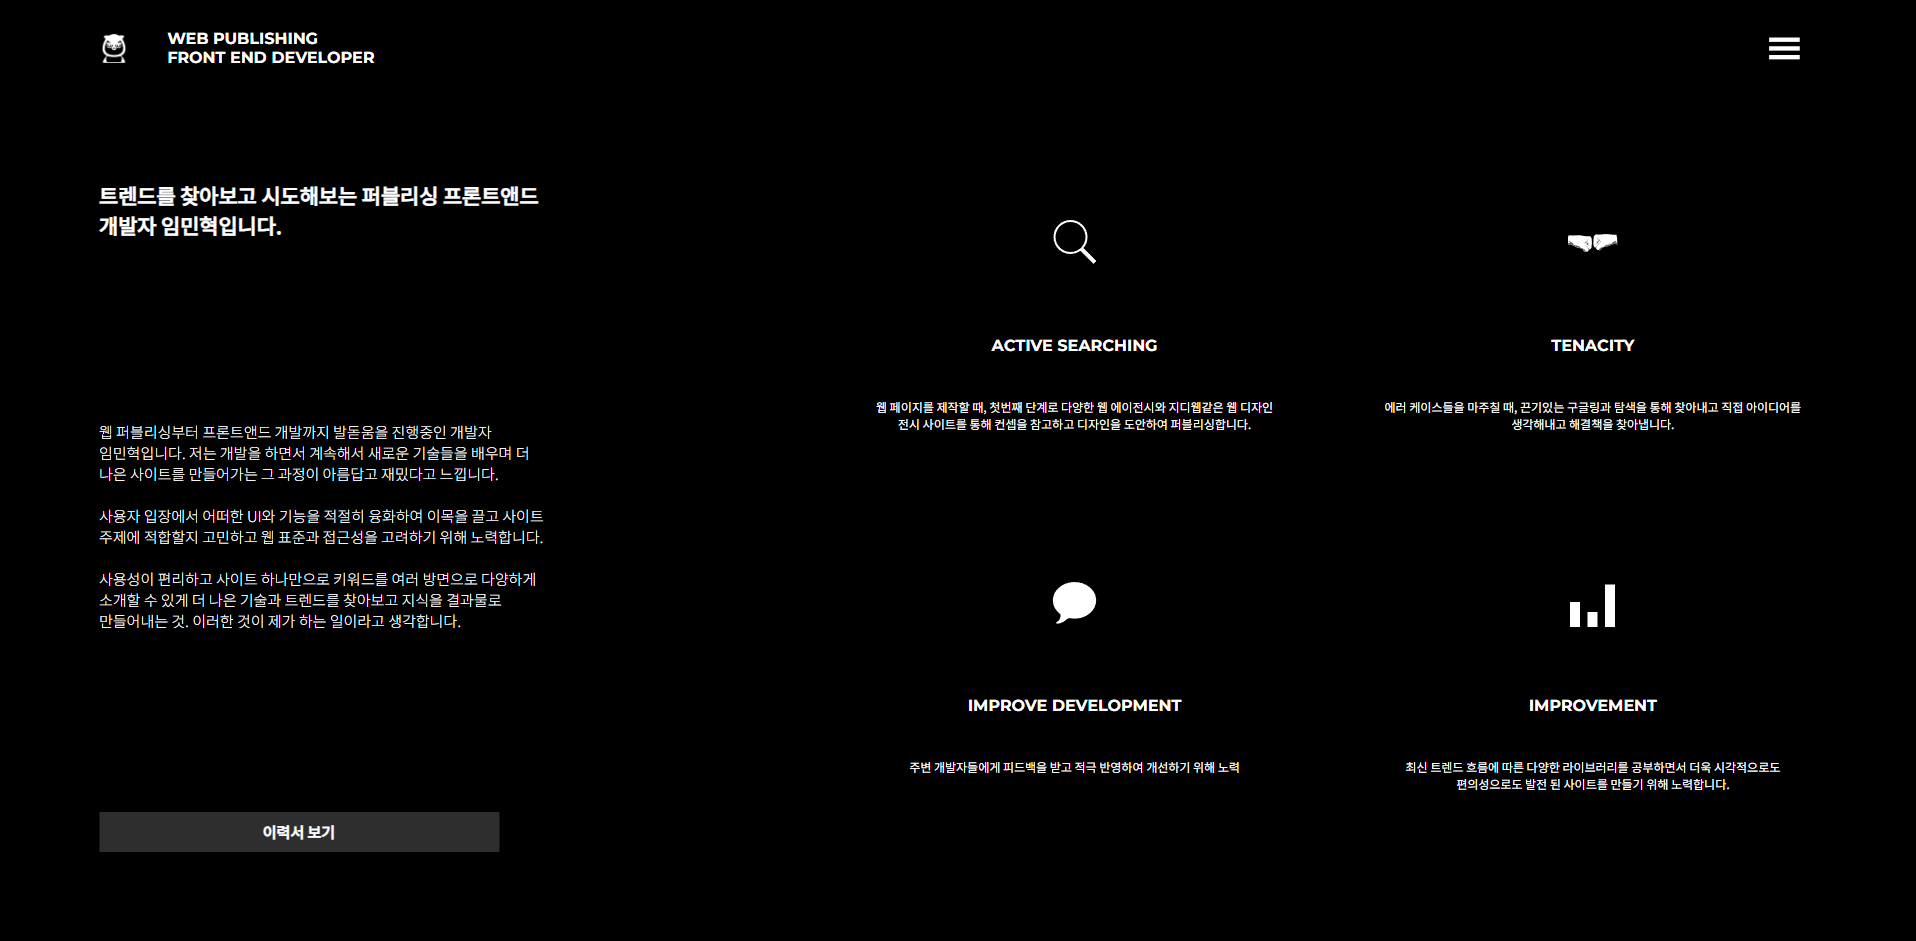 WEB PUBLISHING
FRONT END DEVELOPER
트렌드를 찾아보고 시도해보는 퍼블리싱 프론트앤드
개발자 임민혁입니다.
웹 퍼블리싱부터 프론트앤드 개발까지 발돋움을 진행중인 개발자
임민혁입니다. 저는 개발을 하면서 계속해서 새로운 기술들을 배우며 더
나은 사이트를 만들어가는 그 과정이 아름답고 재밌다고 느낍니다.
사용자 입장에서 어떠한 UI와 기능을 적절히 융화하여 이목을 끌고 사이트
주제에 적합할지 고민하고 웹 표준과 접근성을 고려하기 위해 노력합니다.
사용성이 편리하고 사이트 하나만으로 키워드를 여러 방면으로 다양하게
소개할 수 있게 더 나은 기술과 트렌드를 찾아보고 지식을 결과물로
만들어내는 것. 이러한 것이 제가 하는 일이라고 생각합니다.
이력서 보기
ACTIVE SEARCHING
웹 페이지를 제작할 때, 첫번째 단계로 다양한 웹 에이전시와 지디웹같은 웹 디자인
전시 사이트를 통해 컨셉을 참고하고 디자인을 도안하여 퍼블리싱합니다.
TENACITY
에러 케이스들을 마주칠 때, 끈기있는 구글링과 탐색을 통해 찾아내고 직접 아이디어를
생각해내고 해결책을 찾아냅니다.
IMPROVE DEVELOPMENT
주변 개발자들에게 피드백을 받고 적극 반영하여 개선하기 위해 노력
IMPROVEMENT
최신 트렌드 흐름에 따른 다양한 라이브러리를 공부하면서 더욱 시각적으로도
편의성으로도 발전 된 사이트를 만들기 위해 노력합니다.